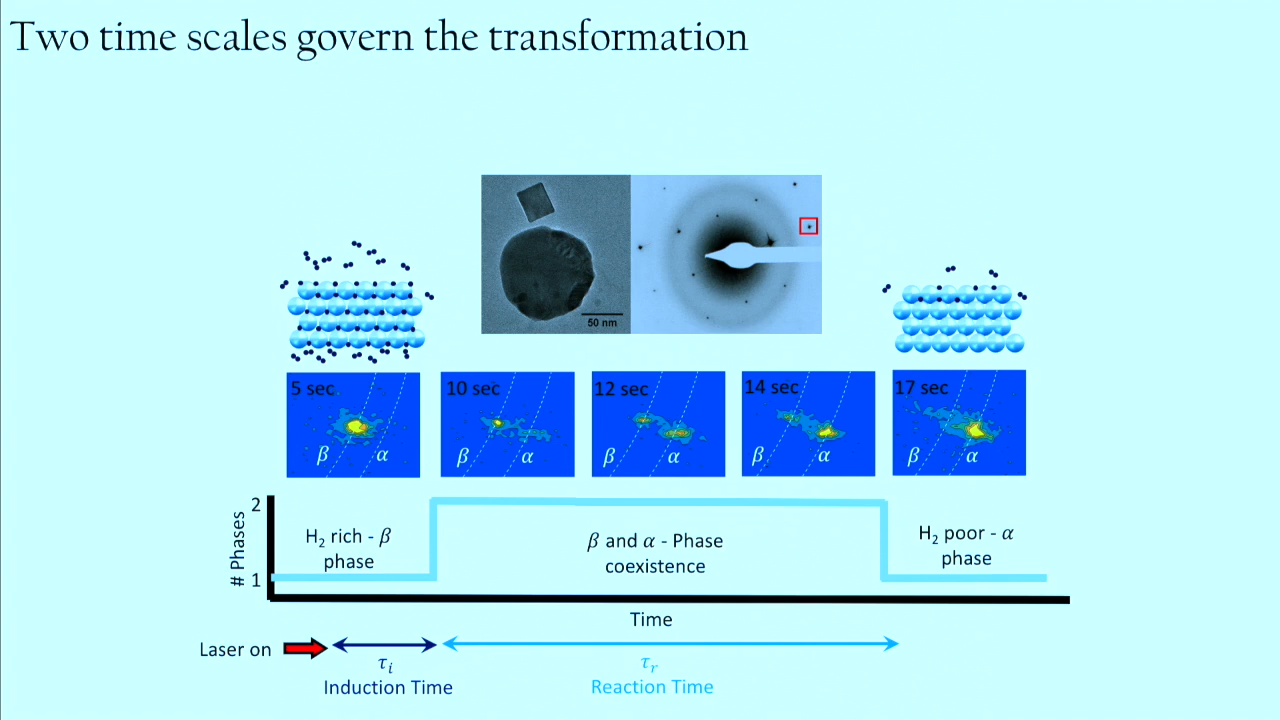 Two time scales govern the transformation
50 nm
5 sec
10 sec
12 sec
14 sec
17 sec
β α
β α
β α
β α
β α
# Phases
2
1
H₂ rich - β
phase
β and α - Phase
coexistence
H₂ poor - α
phase
Time
Laser on
τᵢ
Induction Time
τᵣ
Reaction Time